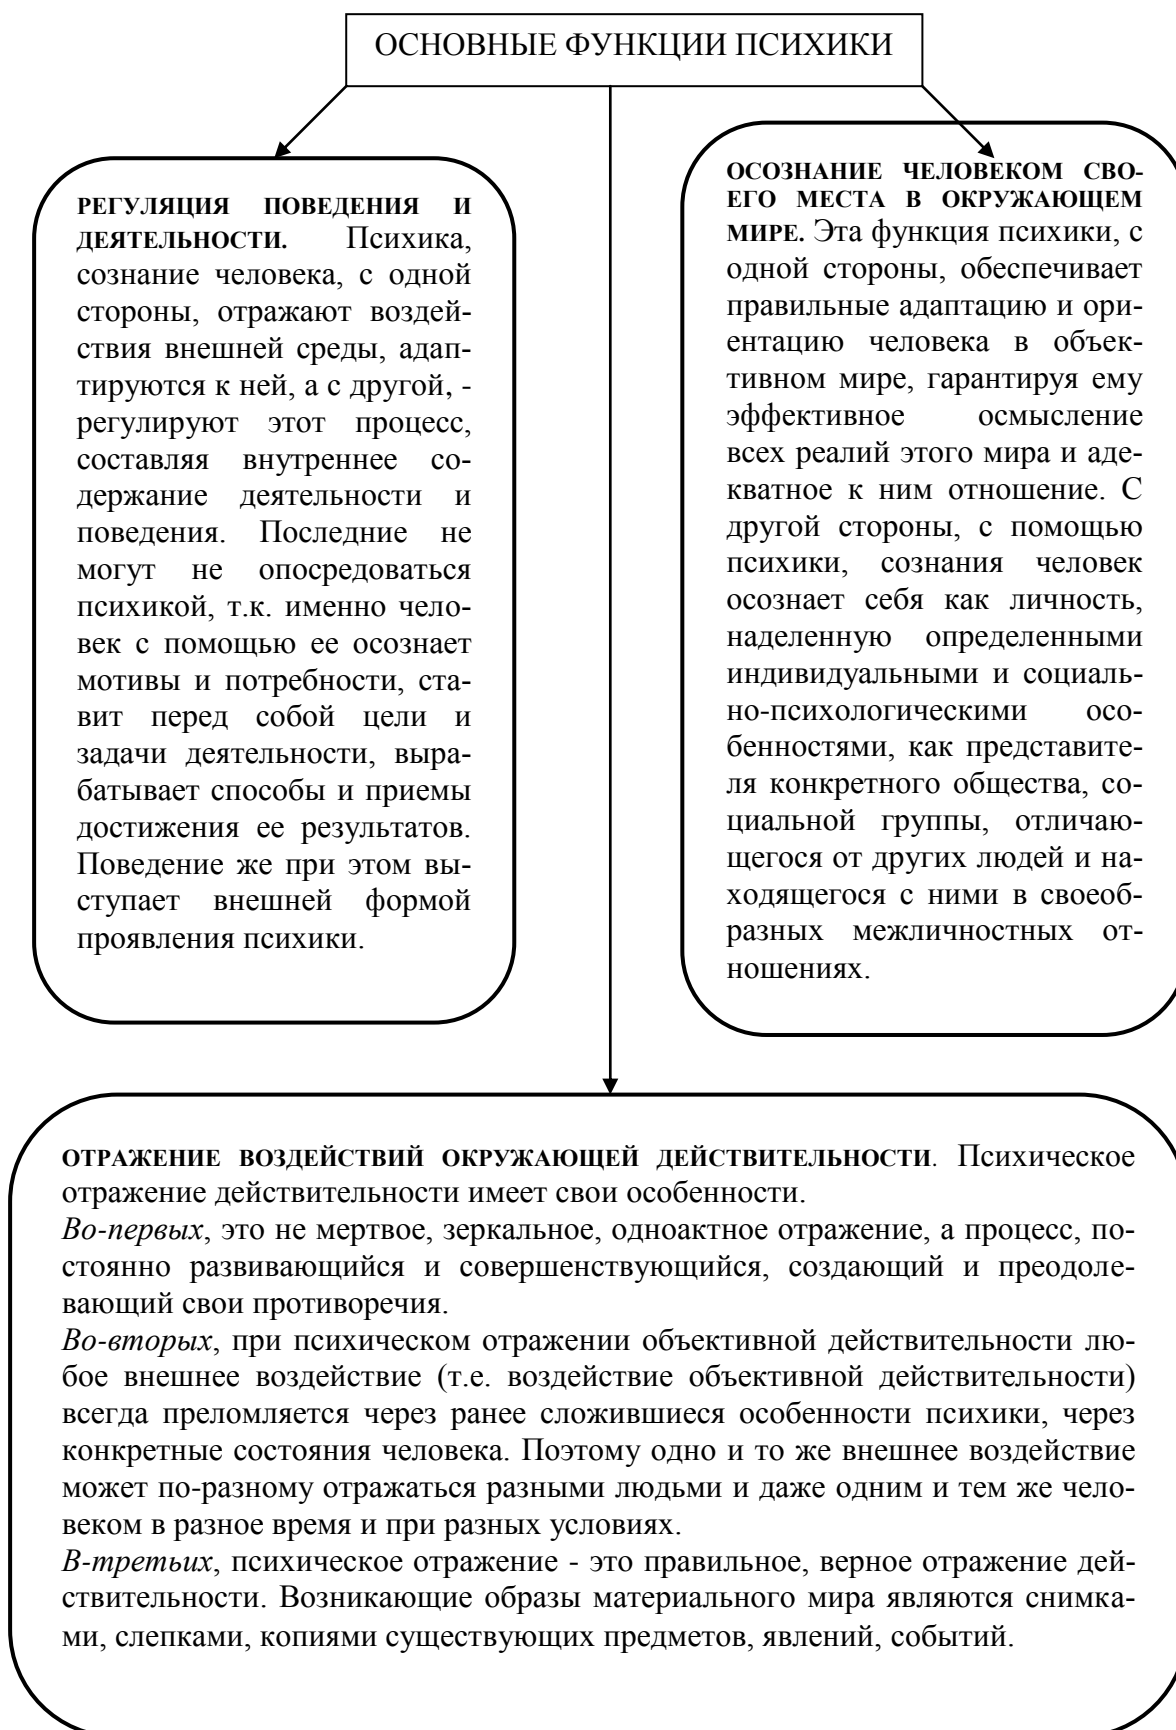 ОСНОВНЫЕ ФУНКЦИИ ПСИХИКИ
РЕГУЛЯЦИЯ ПОВЕДЕНИЯ И
ДЕЯТЕЛЬНОСТИ. Психика,
сознание человека, с одной
стороны, отражают воздей-
ствия внешней среды, адап-
тируются к ней, а с другой, -
регулируют этот процесс,
составляя внутреннее со-
держание деятельности и
поведения. Последние не
могут не опосредоваться
психикой, т.к. именно чело-
век с помощью ее осознает
мотивы и потребности, ста-
вит перед собой цели и
задачи деятельности, выра-
батывает способы и приемы
достижения ее результатов.
Поведение же при этом вы-
ступает внешней формой
проявления психики.
ОСОЗНАНИЕ ЧЕЛОВЕКОМ СВО-
ЕГО МЕСТА В ОКРУЖАЮЩЕМ
МИРЕ. Эта функция психики, с
одной стороны, обеспечивает
правильные адаптацию и ори-
ентацию человека в объек-
тивном мире, гарантируя ему
эффективное осмысление
всех реалий этого мира и аде-
кватное к ним отношение. С
другой стороны, с помощью
психики, сознания человек
осознает себя как личность,
наделенную определенными
индивидуальными и социаль-
но-психологическими осо-
бенностями, как представите-
ля конкретного общества, со-
циальной группы, отличаю-
щегося от других людей и на-
ходящегося с ними в своеоб-
разных межличностных от-
ношениях.
ОТРАЖЕНИЕ ВОЗДЕЙСТВИЙ ОКРУЖАЮЩЕЙ ДЕЙСТВИТЕЛЬНОСТИ. Психическое
отражение действительности имеет свои особенности.
Во-первых, это не мертвое, зеркальное, одноактное отражение, а процесс, по-
стоянно развивающийся и совершенствующийся, создающий и преодоле-
вающий свои противоречия.
Во-вторых, при психическом отражении объективной действительности лю-
бое внешнее воздействие (т.е. воздействие объективной действительности)
всегда преломляется через ранее сложившиеся особенности психики, через
конкретные состояния человека. Поэтому одно и то же внешнее воздействие
может по-разному отражаться разными людьми и даже одним и тем же чело-
веком в разное время и при разных условиях.
В-третьих, психическое отражение - это правильное, верное отражение дей-
ствительности. Возникающие образы материального мира являются снимка-
ми, слепками, копиями существующих предметов, явлений, событий.